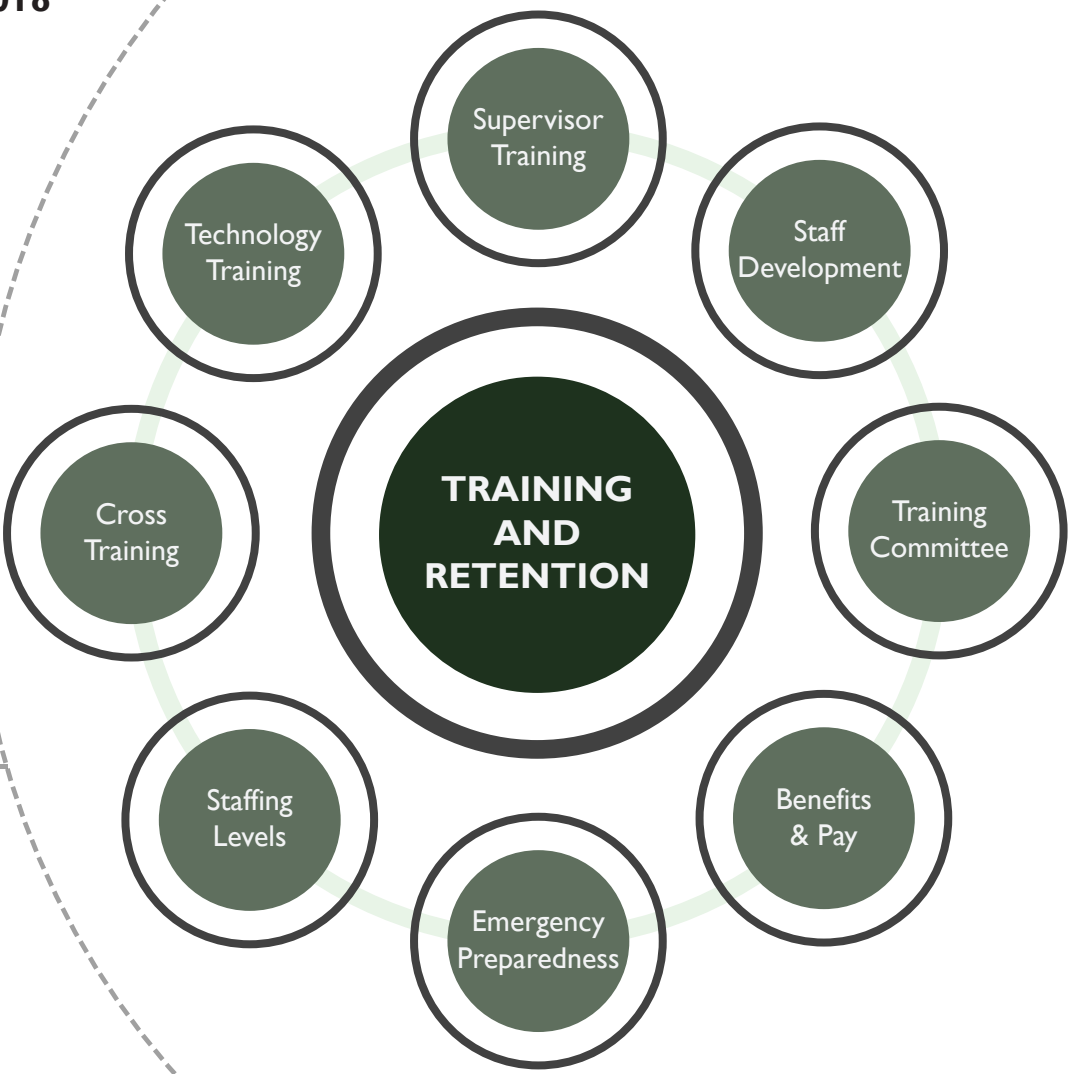 Supervisor
Training
Staff
Development
Technology
Training
TRAINING
AND
RETENTION
Training
Committee
Cross
Training
Benefits
& Pay
Staffing
Levels
Emergency
Preparedness